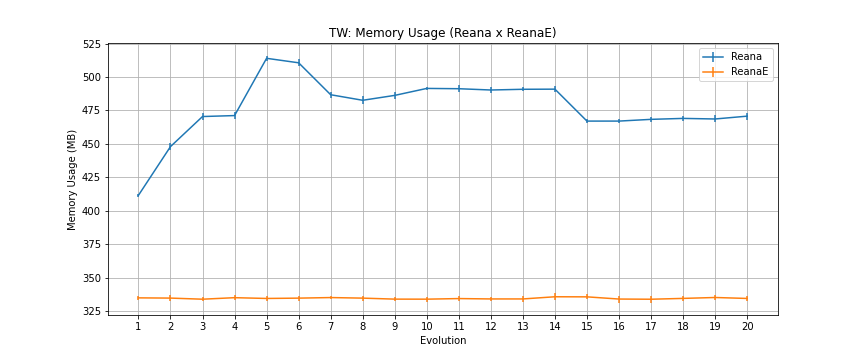 TW: Memory Usage (Reana x ReanaE)
Reana
ReanaE
Memory Usage (MB)
525
500
475
450
425
400
375
350
325
1 2 3 4 5 6 7 8 9 10 11 12 13 14 15 16 17 18 19 20
Evolution